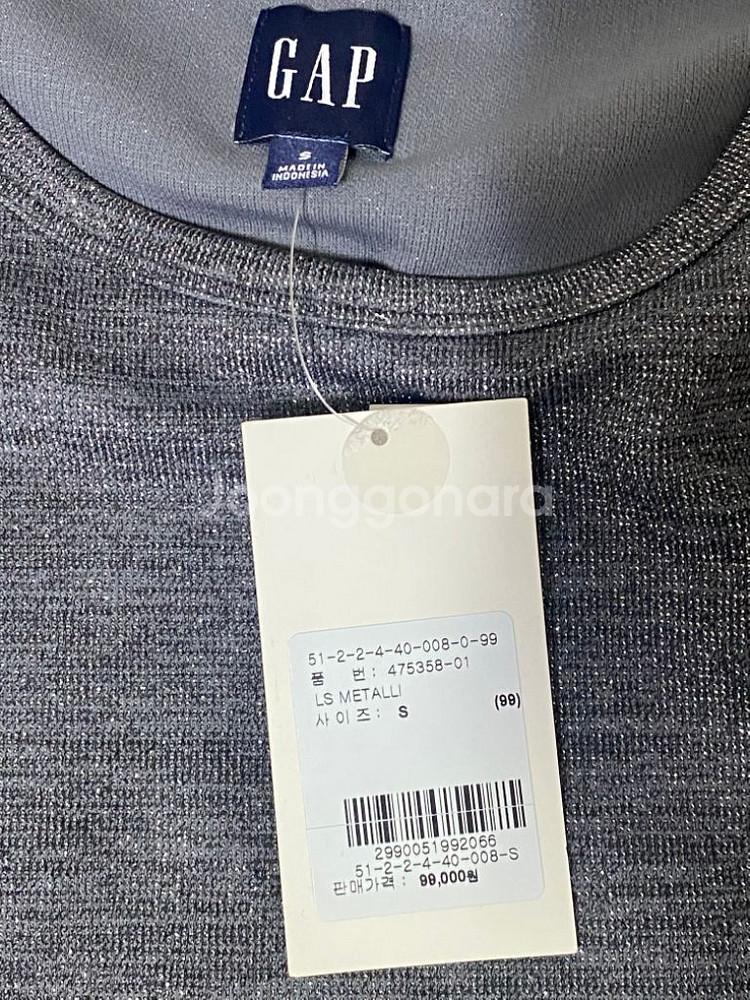 GAP
S
MADE IN
INDONESIA
Joonggonara
51-2-2-4-40-008-0-99
품 번: 475358-01
LS METALLI
사이즈: S (99)
2990051992066
51-2-2-4-40-008-S
판매가격: 99,000원